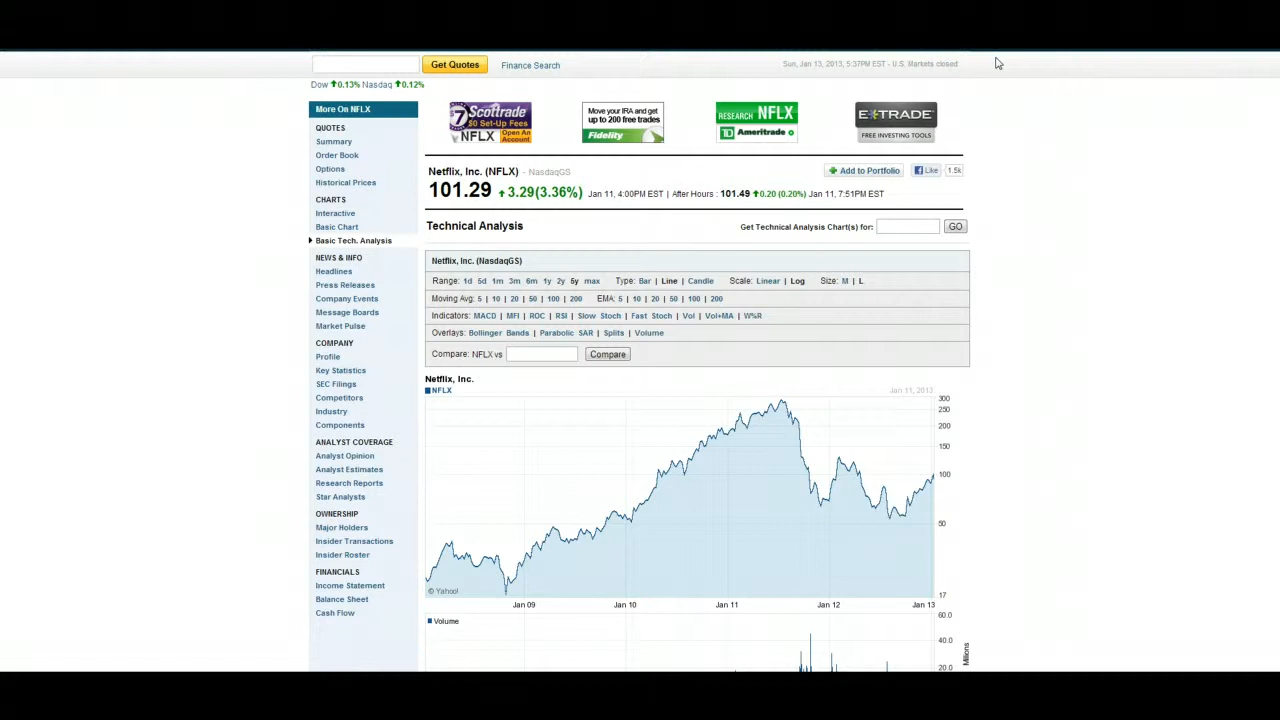 Get Quotes Finance Search Sun, Jan 13, 2013, 5:37PM EST - U.S. Markets closed
Dow 0.13% Nasdaq 0.12%
More On NFLX
QUOTES
Summary
Order Book
Options
Historical Prices
CHARTS
Interactive
Basic Chart
Basic Tech. Analysis
NEWS & INFO
Headlines
Press Releases
Company Events
Message Boards
Market Pulse
COMPANY
Profile
Key Statistics
SEC Filings
Competitors
Industry
Components
ANALYST COVERAGE
Analyst Opinion
Analyst Estimates
Research Reports
Star Analysts
OWNERSHIP
Major Holders
Insider Transactions
Insider Roster
FINANCIALS
Income Statement
Balance Sheet
Cash Flow
7 Scottrade
$0 Set-Up Fees
NFLX Open An Account
Move your IRA and get
up to 200 free trades
Fidelity
RESEARCH NFLX
TD Ameritrade
E*TRADE
FREE INVESTING TOOLS
Netflix, Inc. (NFLX) - NasdaqGS
Add to Portfolio Like 1.5k
101.29 3.29(3.36%) Jan 11, 4:00PM EST | After Hours : 101.49 0.20 (0.20%) Jan 11, 7:51PM EST
Technical Analysis Get Technical Analysis Chart(s) for: GO
Netflix, Inc. (NasdaqGS)
Range: 1d 5d 1m 3m 6m 1y 2y 5y max Type: Bar | Line | Candle Scale: Linear | Log Size: M | L
Moving Avg: 5 | 10 | 20 | 50 | 100 | 200 EMA: 5 | 10 | 20 | 50 | 100 | 200
Indicators: MACD | MFI | ROC | RSI | Slow Stoch | Fast Stoch | Vol | Vol+MA | W%R
Overlays: Bollinger Bands | Parabolic SAR | Splits | Volume
Compare: NFLX vs Compare
Netflix, Inc.
NFLX Jan 11, 2013
300
250
200
150
100
50
17
© Yahoo!
Jan 09 Jan 10 Jan 11 Jan 12 Jan 13
Volume
60.0
40.0
20.0
Millions